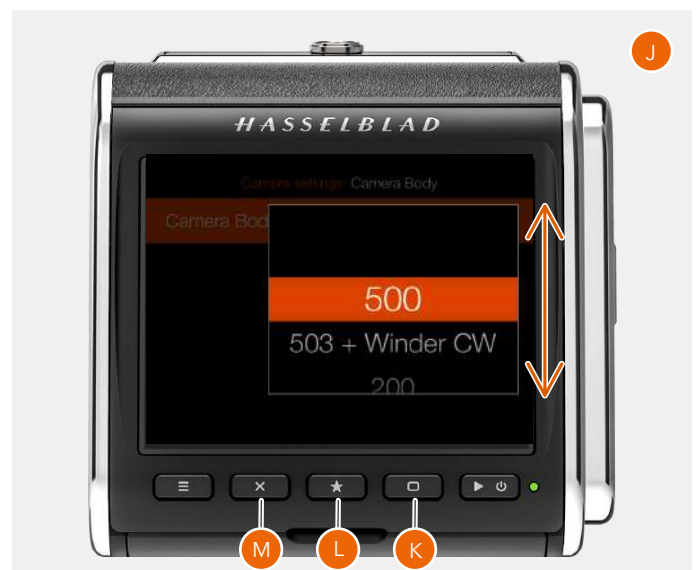 J
HASSELBLAD
Camera settings: Camera Body
Camera Bod
500
503 + Winder CW
200
M
L
K